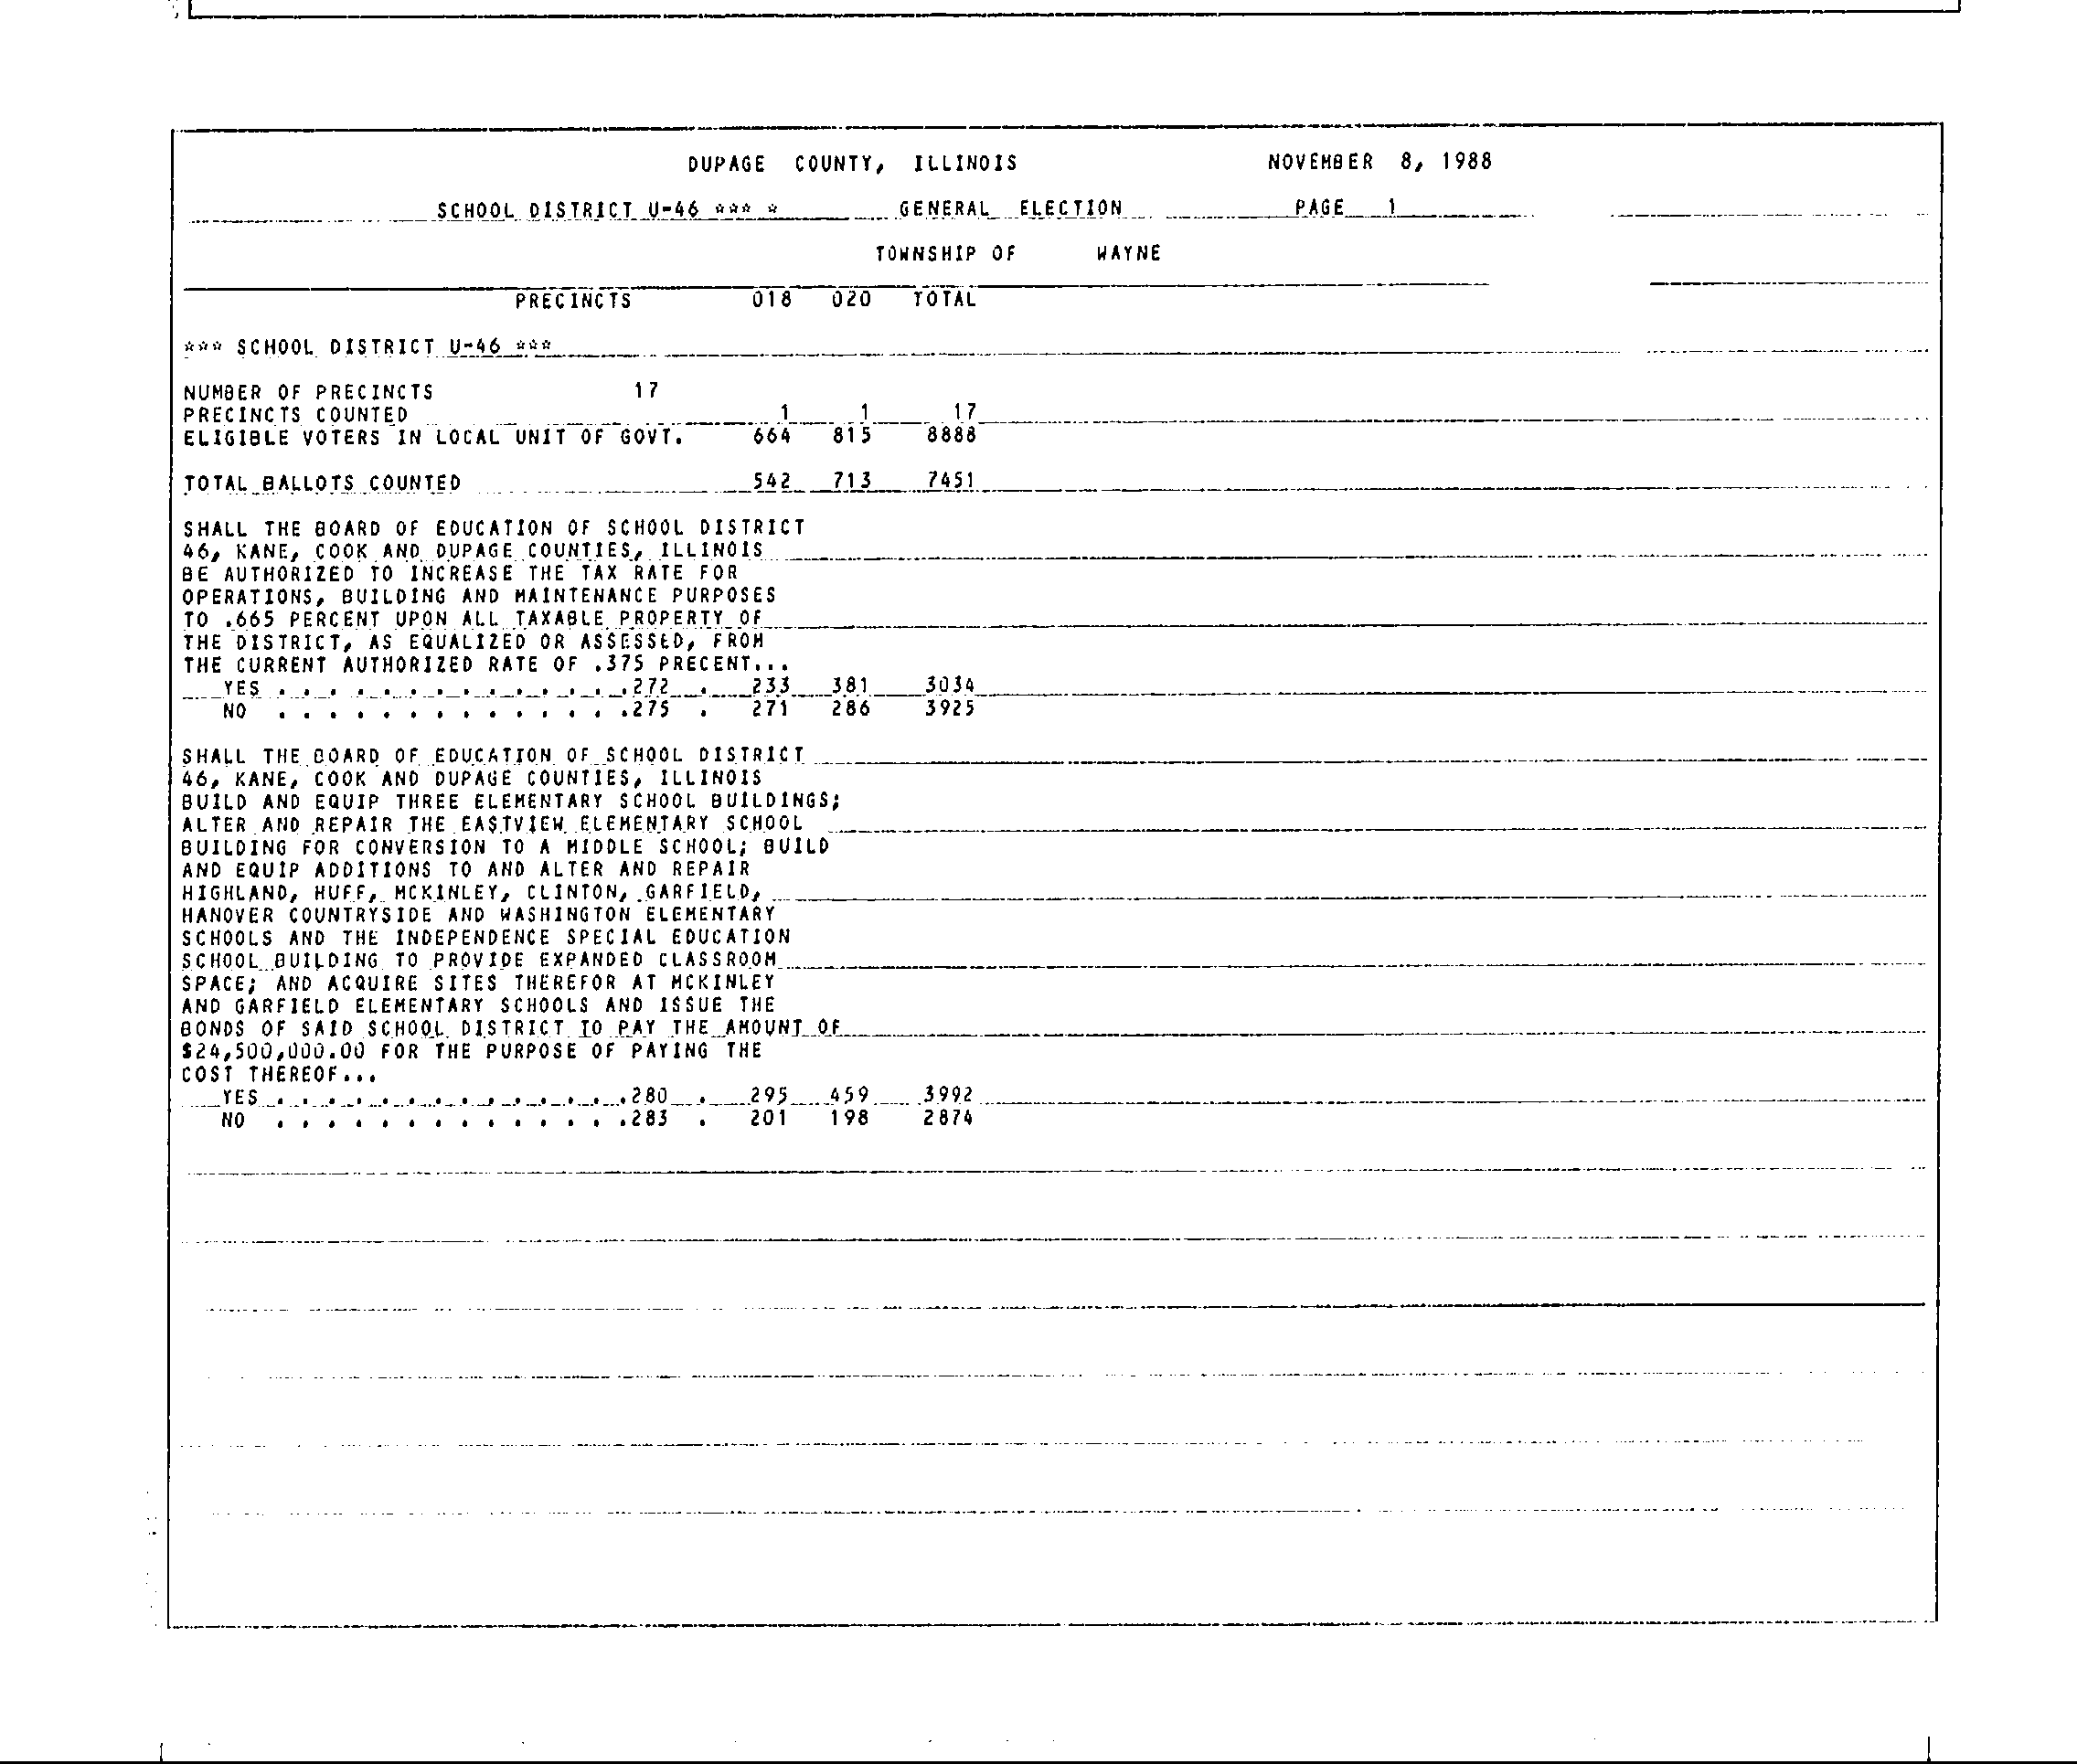 DUPAGE COUNTY, ILLINOIS NOVEMBER 8, 1988
SCHOOL DISTRICT U-46 *** * GENERAL ELECTION PAGE 1
TOWNSHIP OF WAYNE
PRECINCTS 018 020 TOTAL
*** SCHOOL DISTRICT U-46 ***
NUMBER OF PRECINCTS 17
PRECINCTS COUNTED 1 1 17
ELIGIBLE VOTERS IN LOCAL UNIT OF GOVT. 664 815 8888
TOTAL BALLOTS COUNTED 542 713 7451
SHALL THE BOARD OF EDUCATION OF SCHOOL DISTRICT
46, KANE, COOK AND DUPAGE COUNTIES, ILLINOIS
BE AUTHORIZED TO INCREASE THE TAX RATE FOR
OPERATIONS, BUILDING AND MAINTENANCE PURPOSES
TO .665 PERCENT UPON ALL TAXABLE PROPERTY OF
THE DISTRICT, AS EQUALIZED OR ASSESSED, FROM
THE CURRENT AUTHORIZED RATE OF .375 PRECENT...
YES . . . . . . . . . . . . . .272 . 233 381 3034
NO . . . . . . . . . . . . . .275 . 271 286 3925
SHALL THE BOARD OF EDUCATION OF SCHOOL DISTRICT
46, KANE, COOK AND DUPAGE COUNTIES, ILLINOIS
BUILD AND EQUIP THREE ELEMENTARY SCHOOL BUILDINGS;
ALTER AND REPAIR THE EASTVIEW ELEMENTARY SCHOOL
BUILDING FOR CONVERSION TO A MIDDLE SCHOOL; BUILD
AND EQUIP ADDITIONS TO AND ALTER AND REPAIR
HIGHLAND, HUFF, MCKINLEY, CLINTON, GARFIELD,
HANOVER COUNTRYSIDE AND WASHINGTON ELEMENTARY
SCHOOLS AND THE INDEPENDENCE SPECIAL EDUCATION
SCHOOL BUILDING TO PROVIDE EXPANDED CLASSROOM
SPACE; AND ACQUIRE SITES THEREFOR AT MCKINLEY
AND GARFIELD ELEMENTARY SCHOOLS AND ISSUE THE
BONDS OF SAID SCHOOL DISTRICT TO PAY THE AMOUNT OF
$24,500,000.00 FOR THE PURPOSE OF PAYING THE
COST THEREOF...
YES . . . . . . . . . . . . . .280 . 295 459 3992
NO . . . . . . . . . . . . . .283 . 201 198 2874